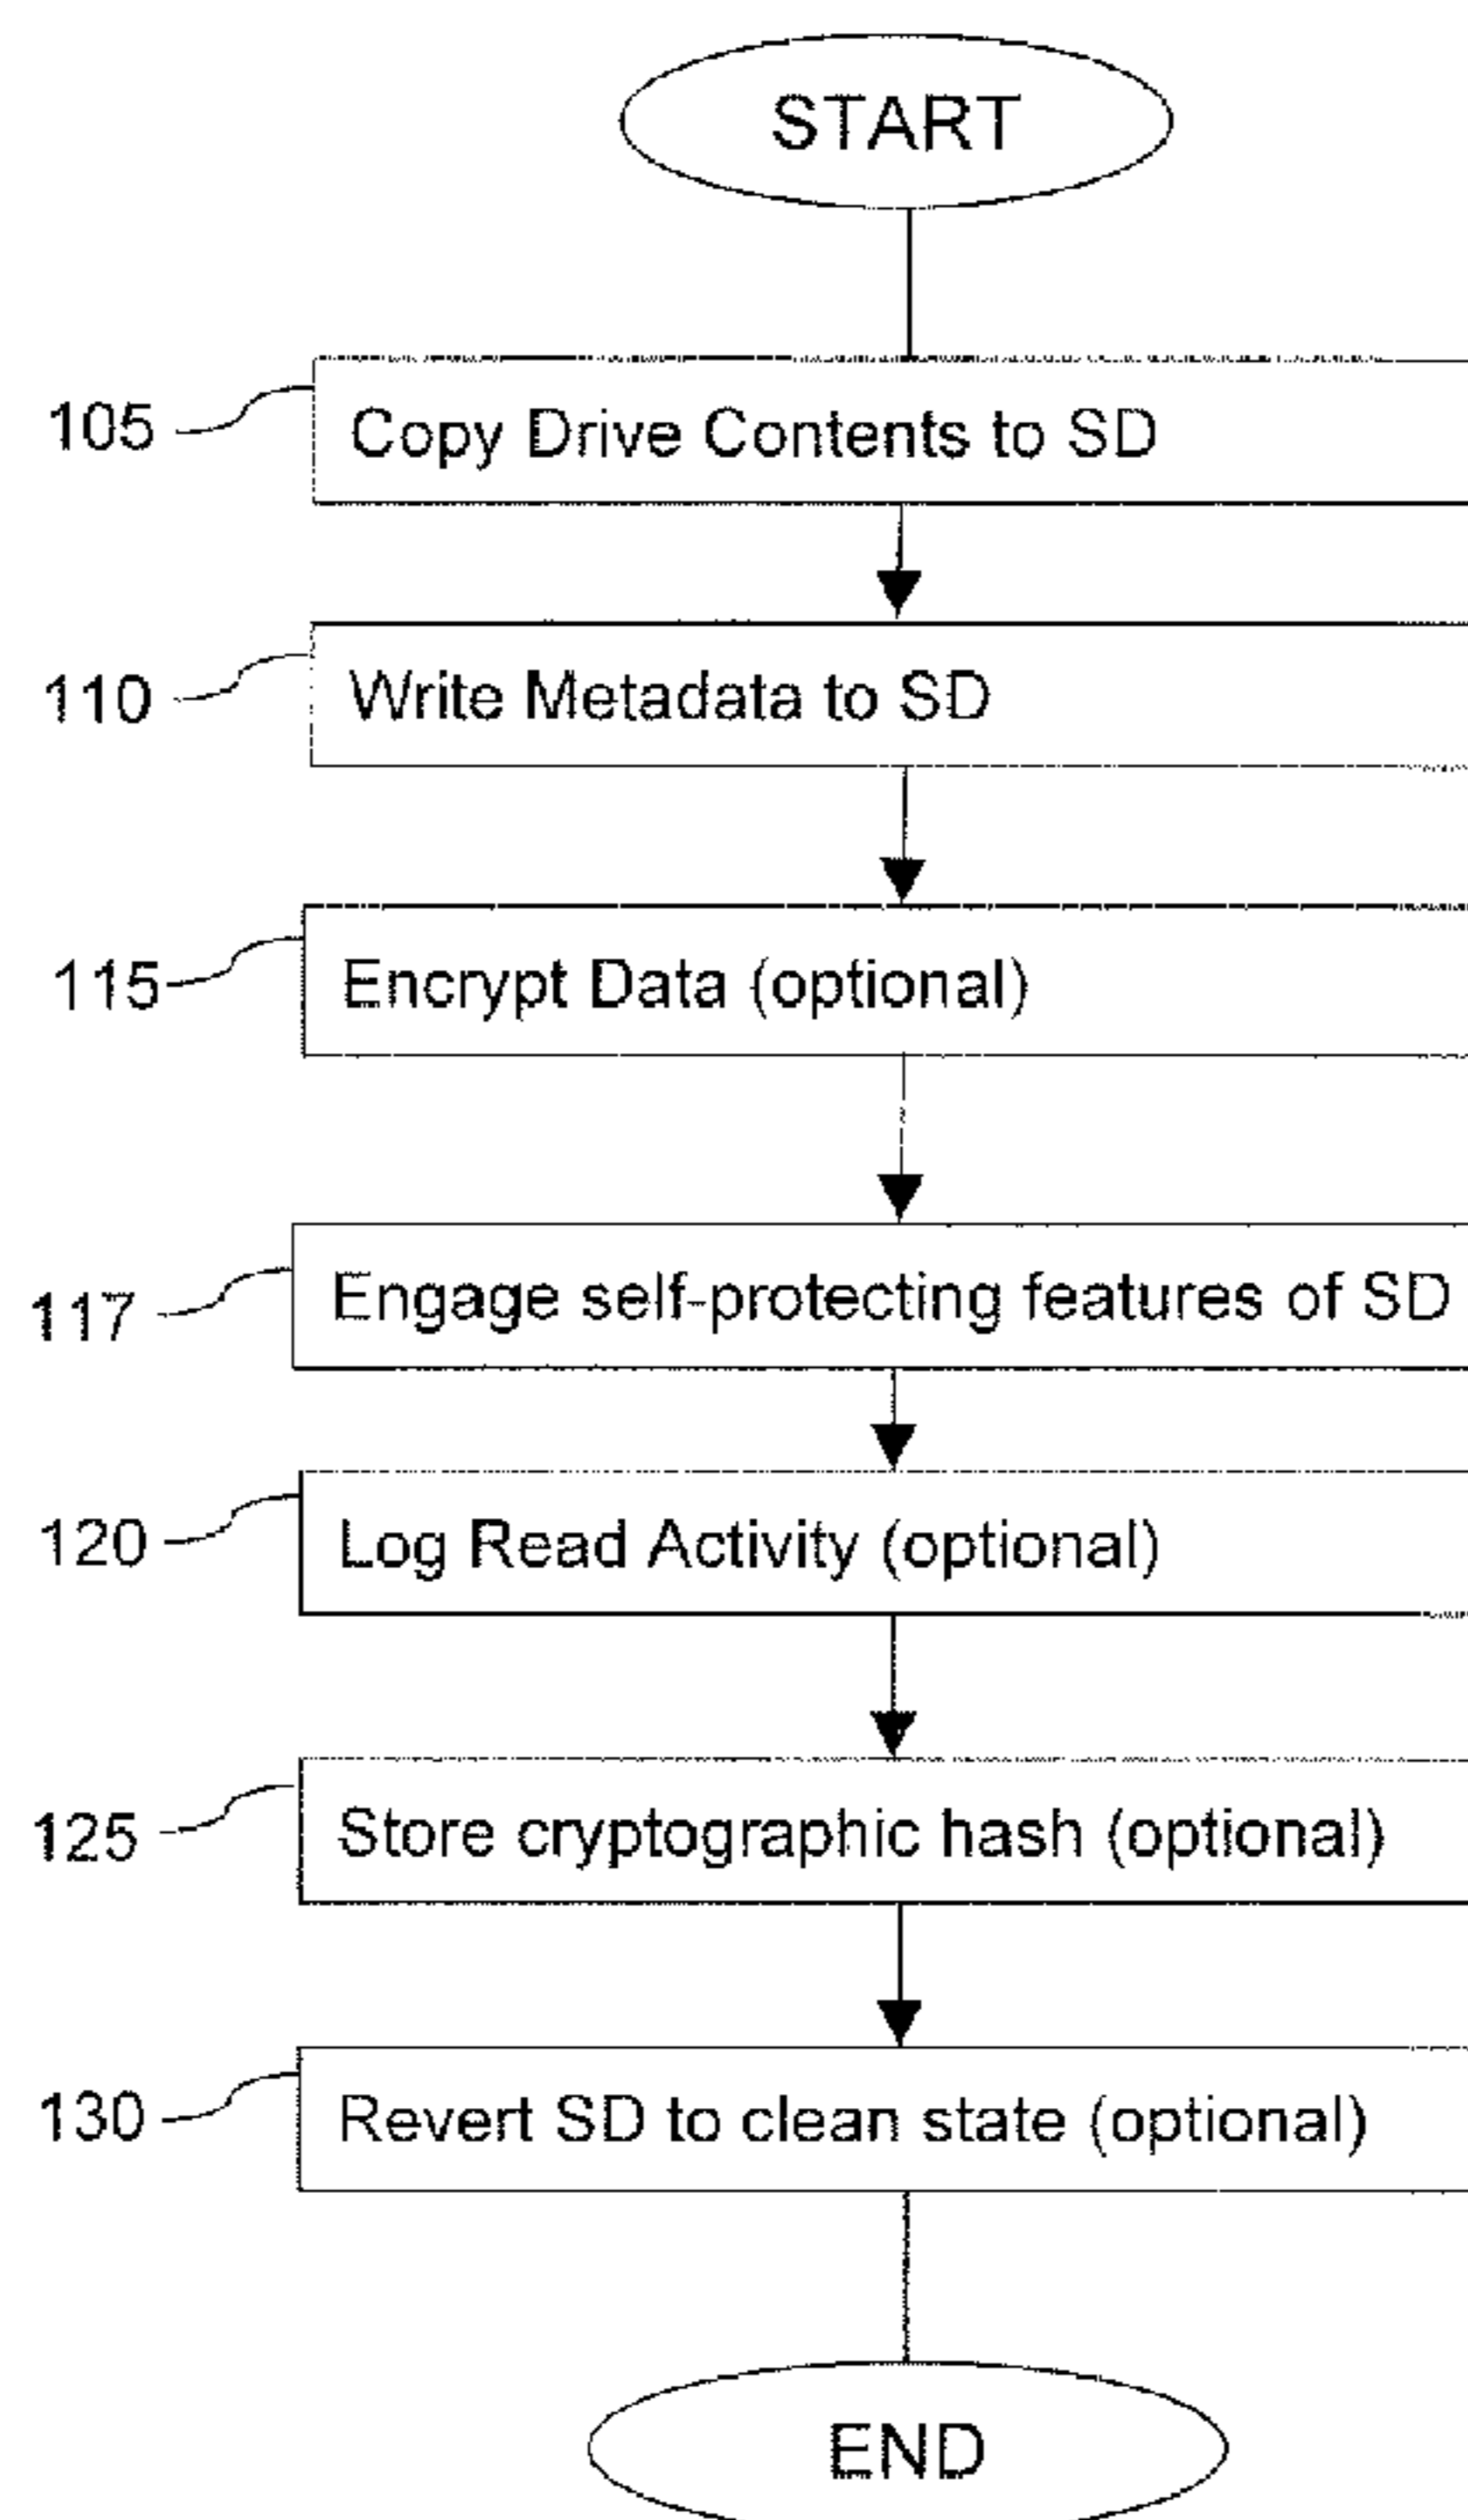 START
105 Copy Drive Contents to SD
110 Write Metadata to SD
115 Encrypt Data (optional)
117 Engage self-protecting features of SD
120 Log Read Activity (optional)
125 Store cryptographic hash (optional)
130 Revert SD to clean state (optional)
END